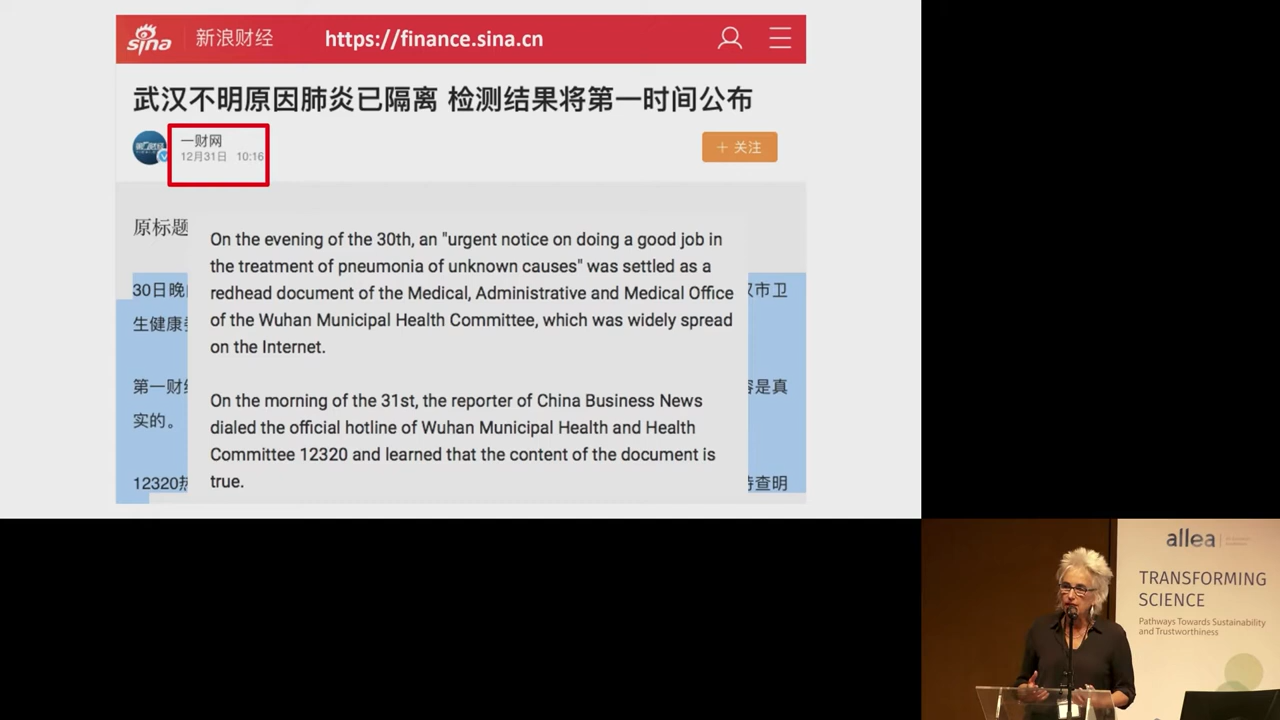 sina
新浪财经
https://finance.sina.cn
武汉不明原因肺炎已隔离 检测结果将第一时间公布
一财网
12月31日 10:16
+ 关注
原标题
On the evening of the 30th, an "urgent notice on doing a good job in
the treatment of pneumonia of unknown causes" was settled as a
redhead document of the Medical, Administrative and Medical Office
of the Wuhan Municipal Health Committee, which was widely spread
on the Internet.
30日晚
汉市卫
生健康
On the morning of the 31st, the reporter of China Business News
dialed the official hotline of Wuhan Municipal Health and Health
Committee 12320 and learned that the content of the document is
true.
第一财
容是真
实的。
12320热
待查明
allea
TRANSFORMING
SCIENCE
Pathways Towards Sustainability
and Trustworthiness